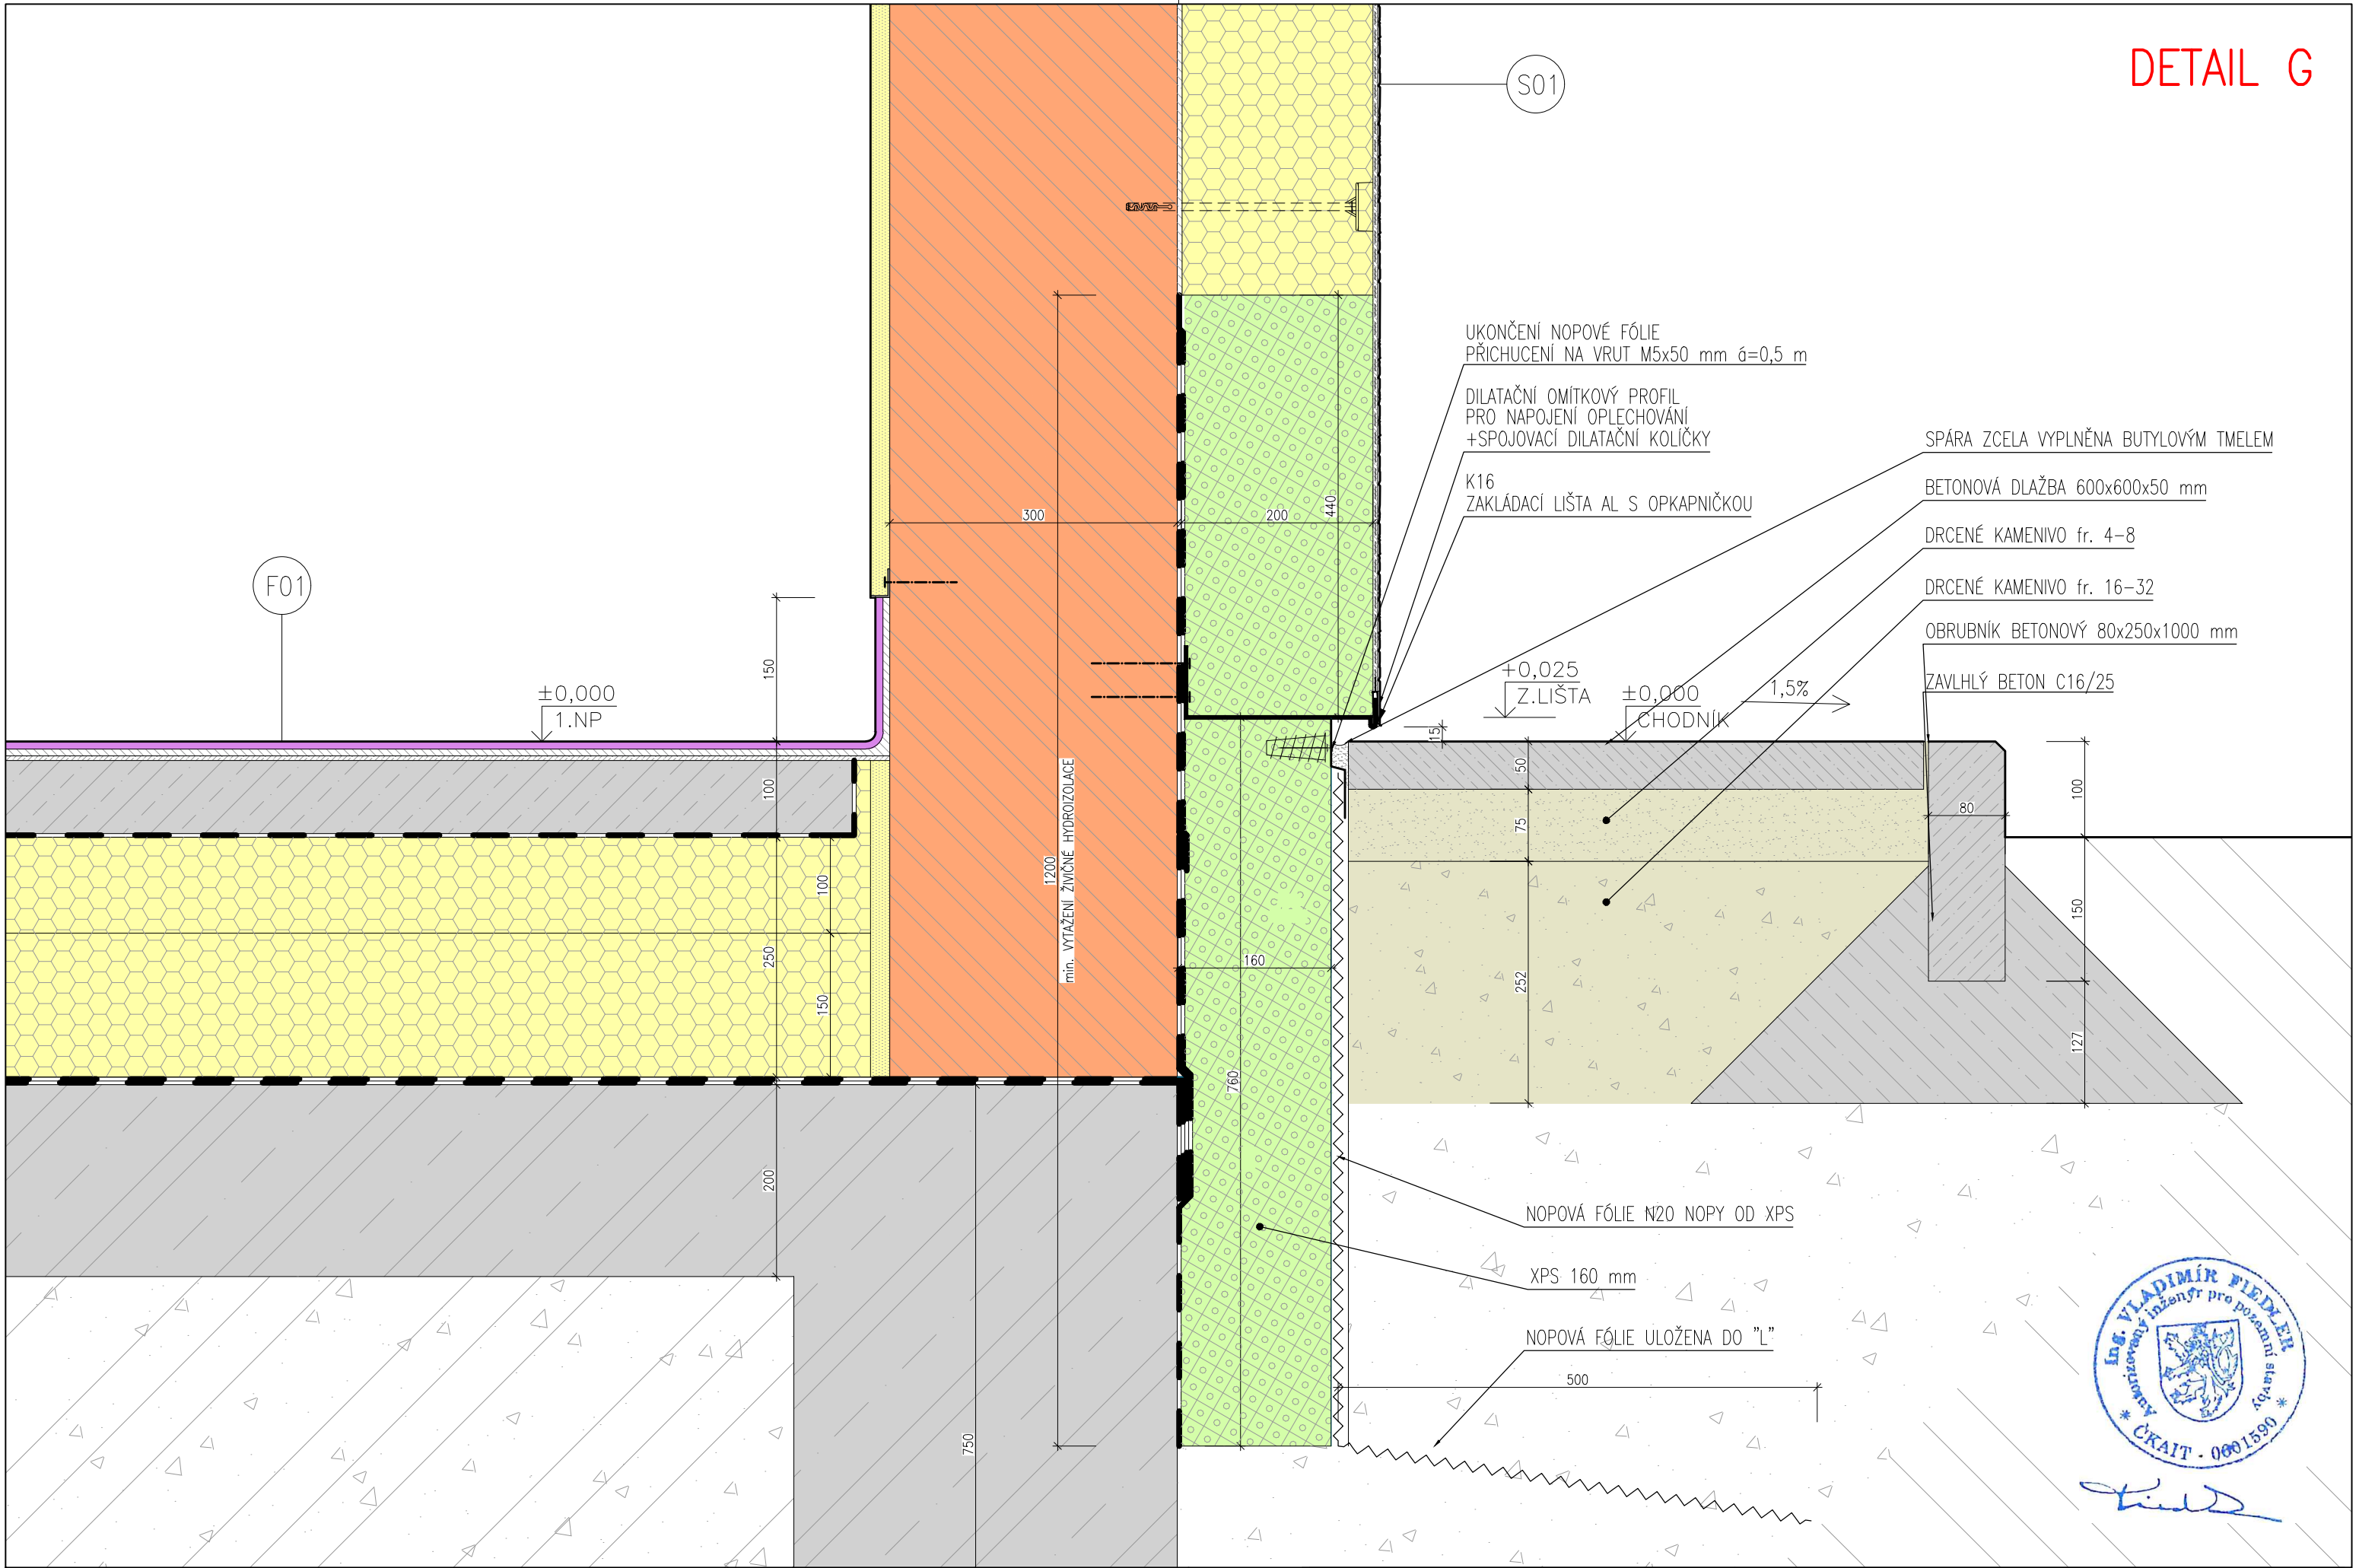 DETAIL G
S01
UKONČENÍ NOPOVÉ FÓLIE
PŘICHUCENÍ NA VRUT M5x50 mm á=0,5 m
DILATAČNÍ OMÍTKOVÝ PROFIL
PRO NAPOJENÍ OPLECHOVÁNÍ
+SPOJOVACÍ DILATAČNÍ KOLÍČKY
K16
ZAKLÁDACÍ LIŠTA AL S OPKAPNIČKOU
SPÁRA ZCELA VYPLNĚNA BUTYLOVÝM TMELEM
BETONOVÁ DLAŽBA 600x600x50 mm
DRCENÉ KAMENIVO fr. 4-8
DRCENÉ KAMENIVO fr. 16-32
OBRUBNÍK BETONOVÝ 80x250x1000 mm
ZAVLHLÝ BETON C16/25
300
200
440
F01
150
±0,000
1.NP
+0,025
Z.LIŠTA
±0,000
CHODNÍK
1,5%
15
50
75
252
80
100
150
127
100
250
100
150
200
1200
min. VYTAŽENÍ ŽIVIČNÉ HYDROIZOLACE
160
760
750
NOPOVÁ FÓLIE N20 NOPY OD XPS
XPS 160 mm
NOPOVÁ FÓLIE ULOŽENA DO "L"
500
Ing. VLADIMÍR FIEDLER
Autorizovaný inženýr pro pozemní stavby
* ČKAIT - 0001590 *